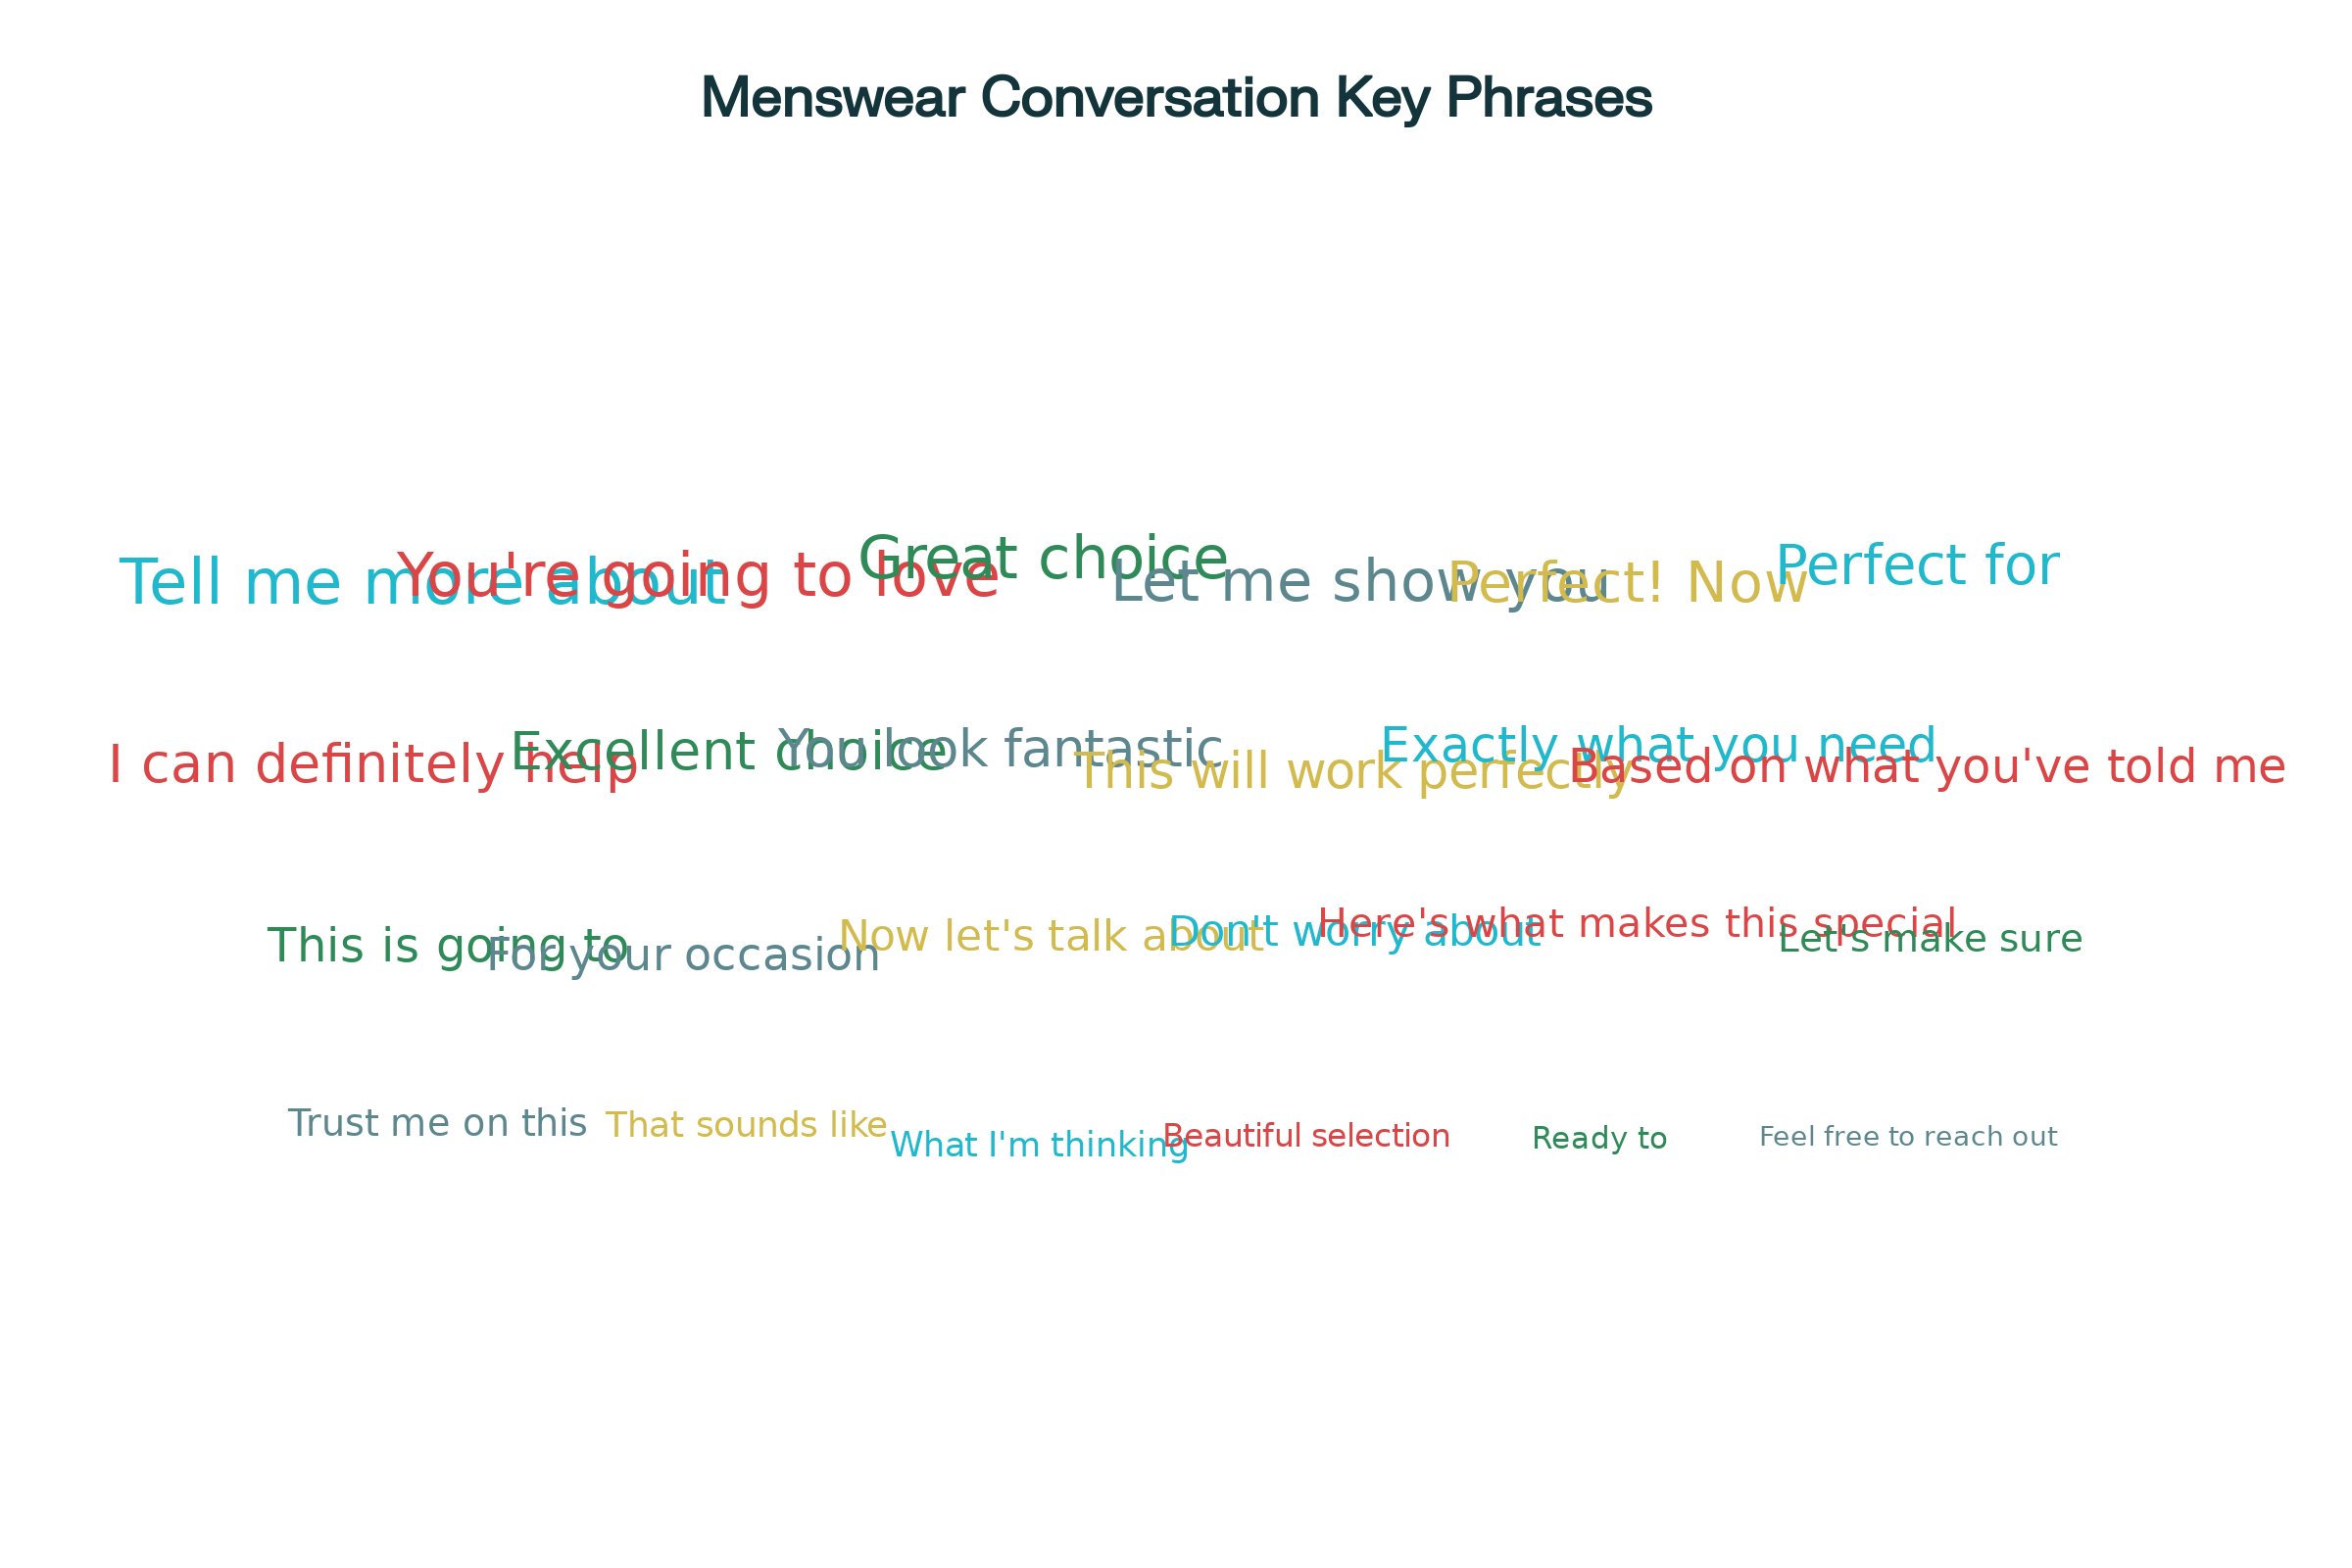 Menswear Conversation Key Phrases
Tell me more about
You're going to love
Great choice
Let me show you
Perfect! Now
Perfect for
I can definitely help
Excellent choice
You look fantastic
This will work perfectly
Exactly what you need
Based on what you've told me
This is going to
For your occasion
Now let's talk about
Don't worry about
Here's what makes this special
Let's make sure
Trust me on this
That sounds like
What I'm thinking
Beautiful selection
Ready to
Feel free to reach out